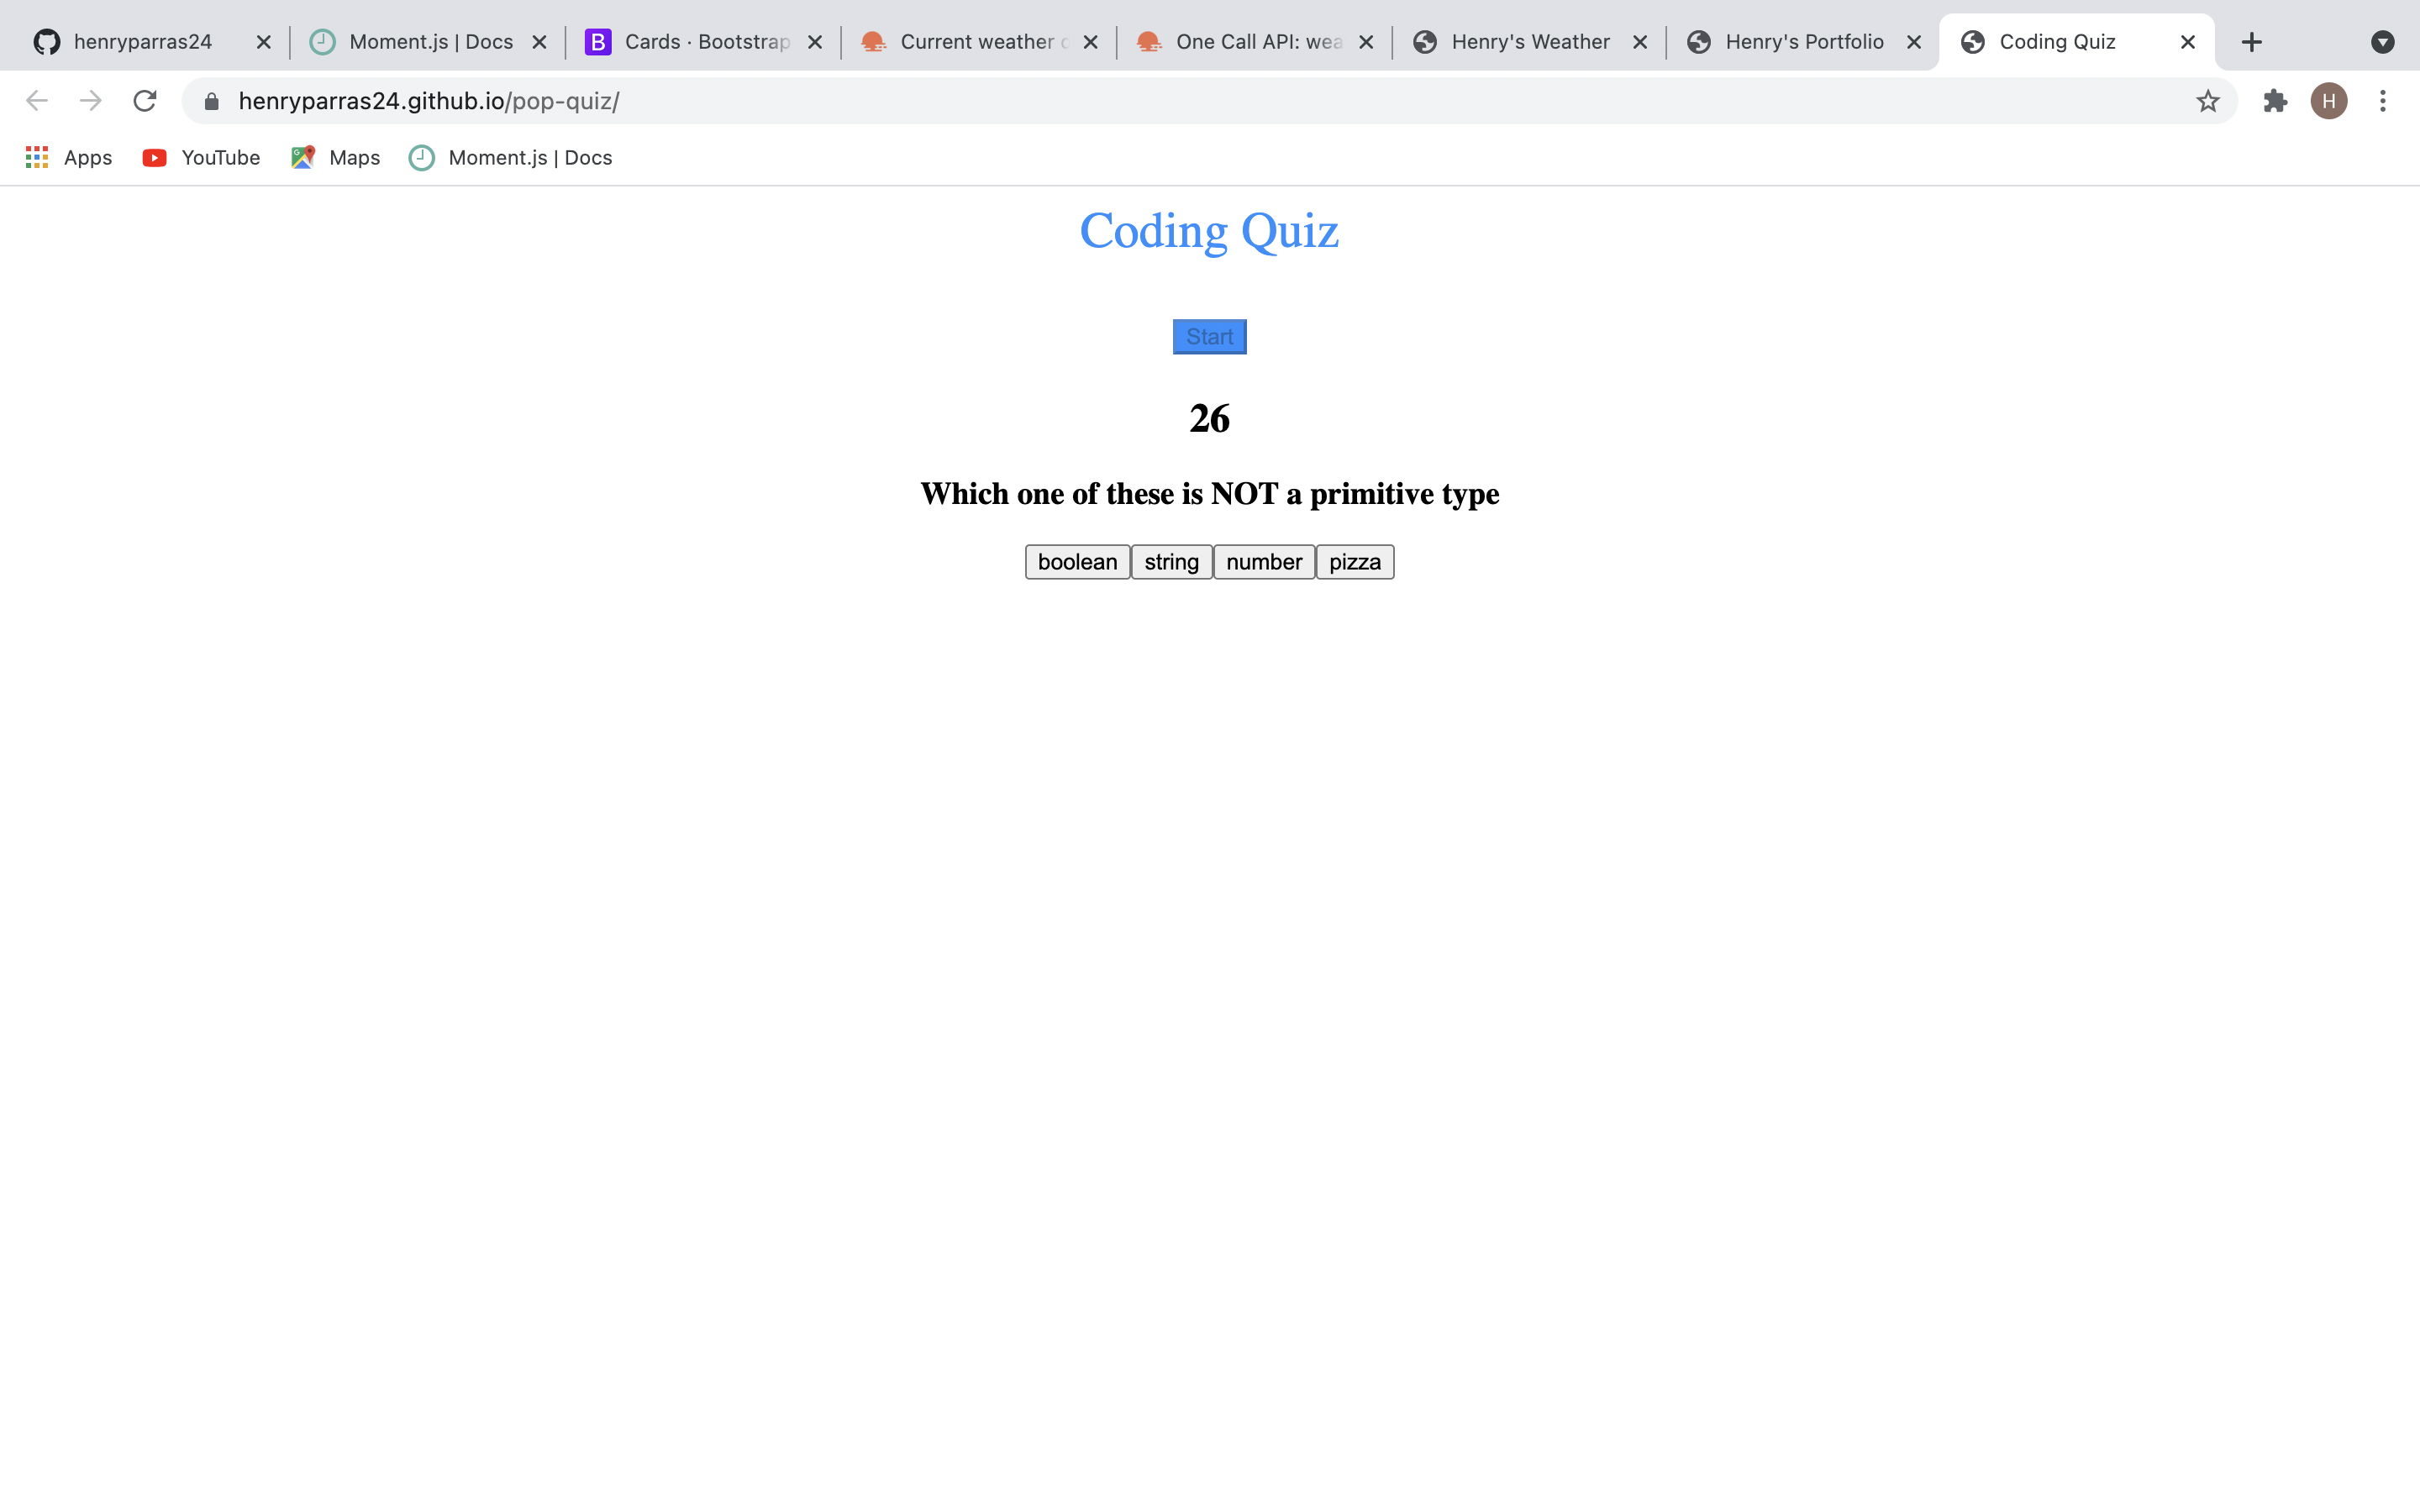 henryparras24
Moment.js | Docs
B
Cards · Bootstrap
Current weather
One Call API: wea
Henry's Weather
Henry's Portfolio
Coding Quiz
henryparras24.github.io/pop-quiz/
H
Apps
YouTube
Maps
Moment.js | Docs
Coding Quiz
Start
26
Which one of these is NOT a primitive type
boolean string number pizza